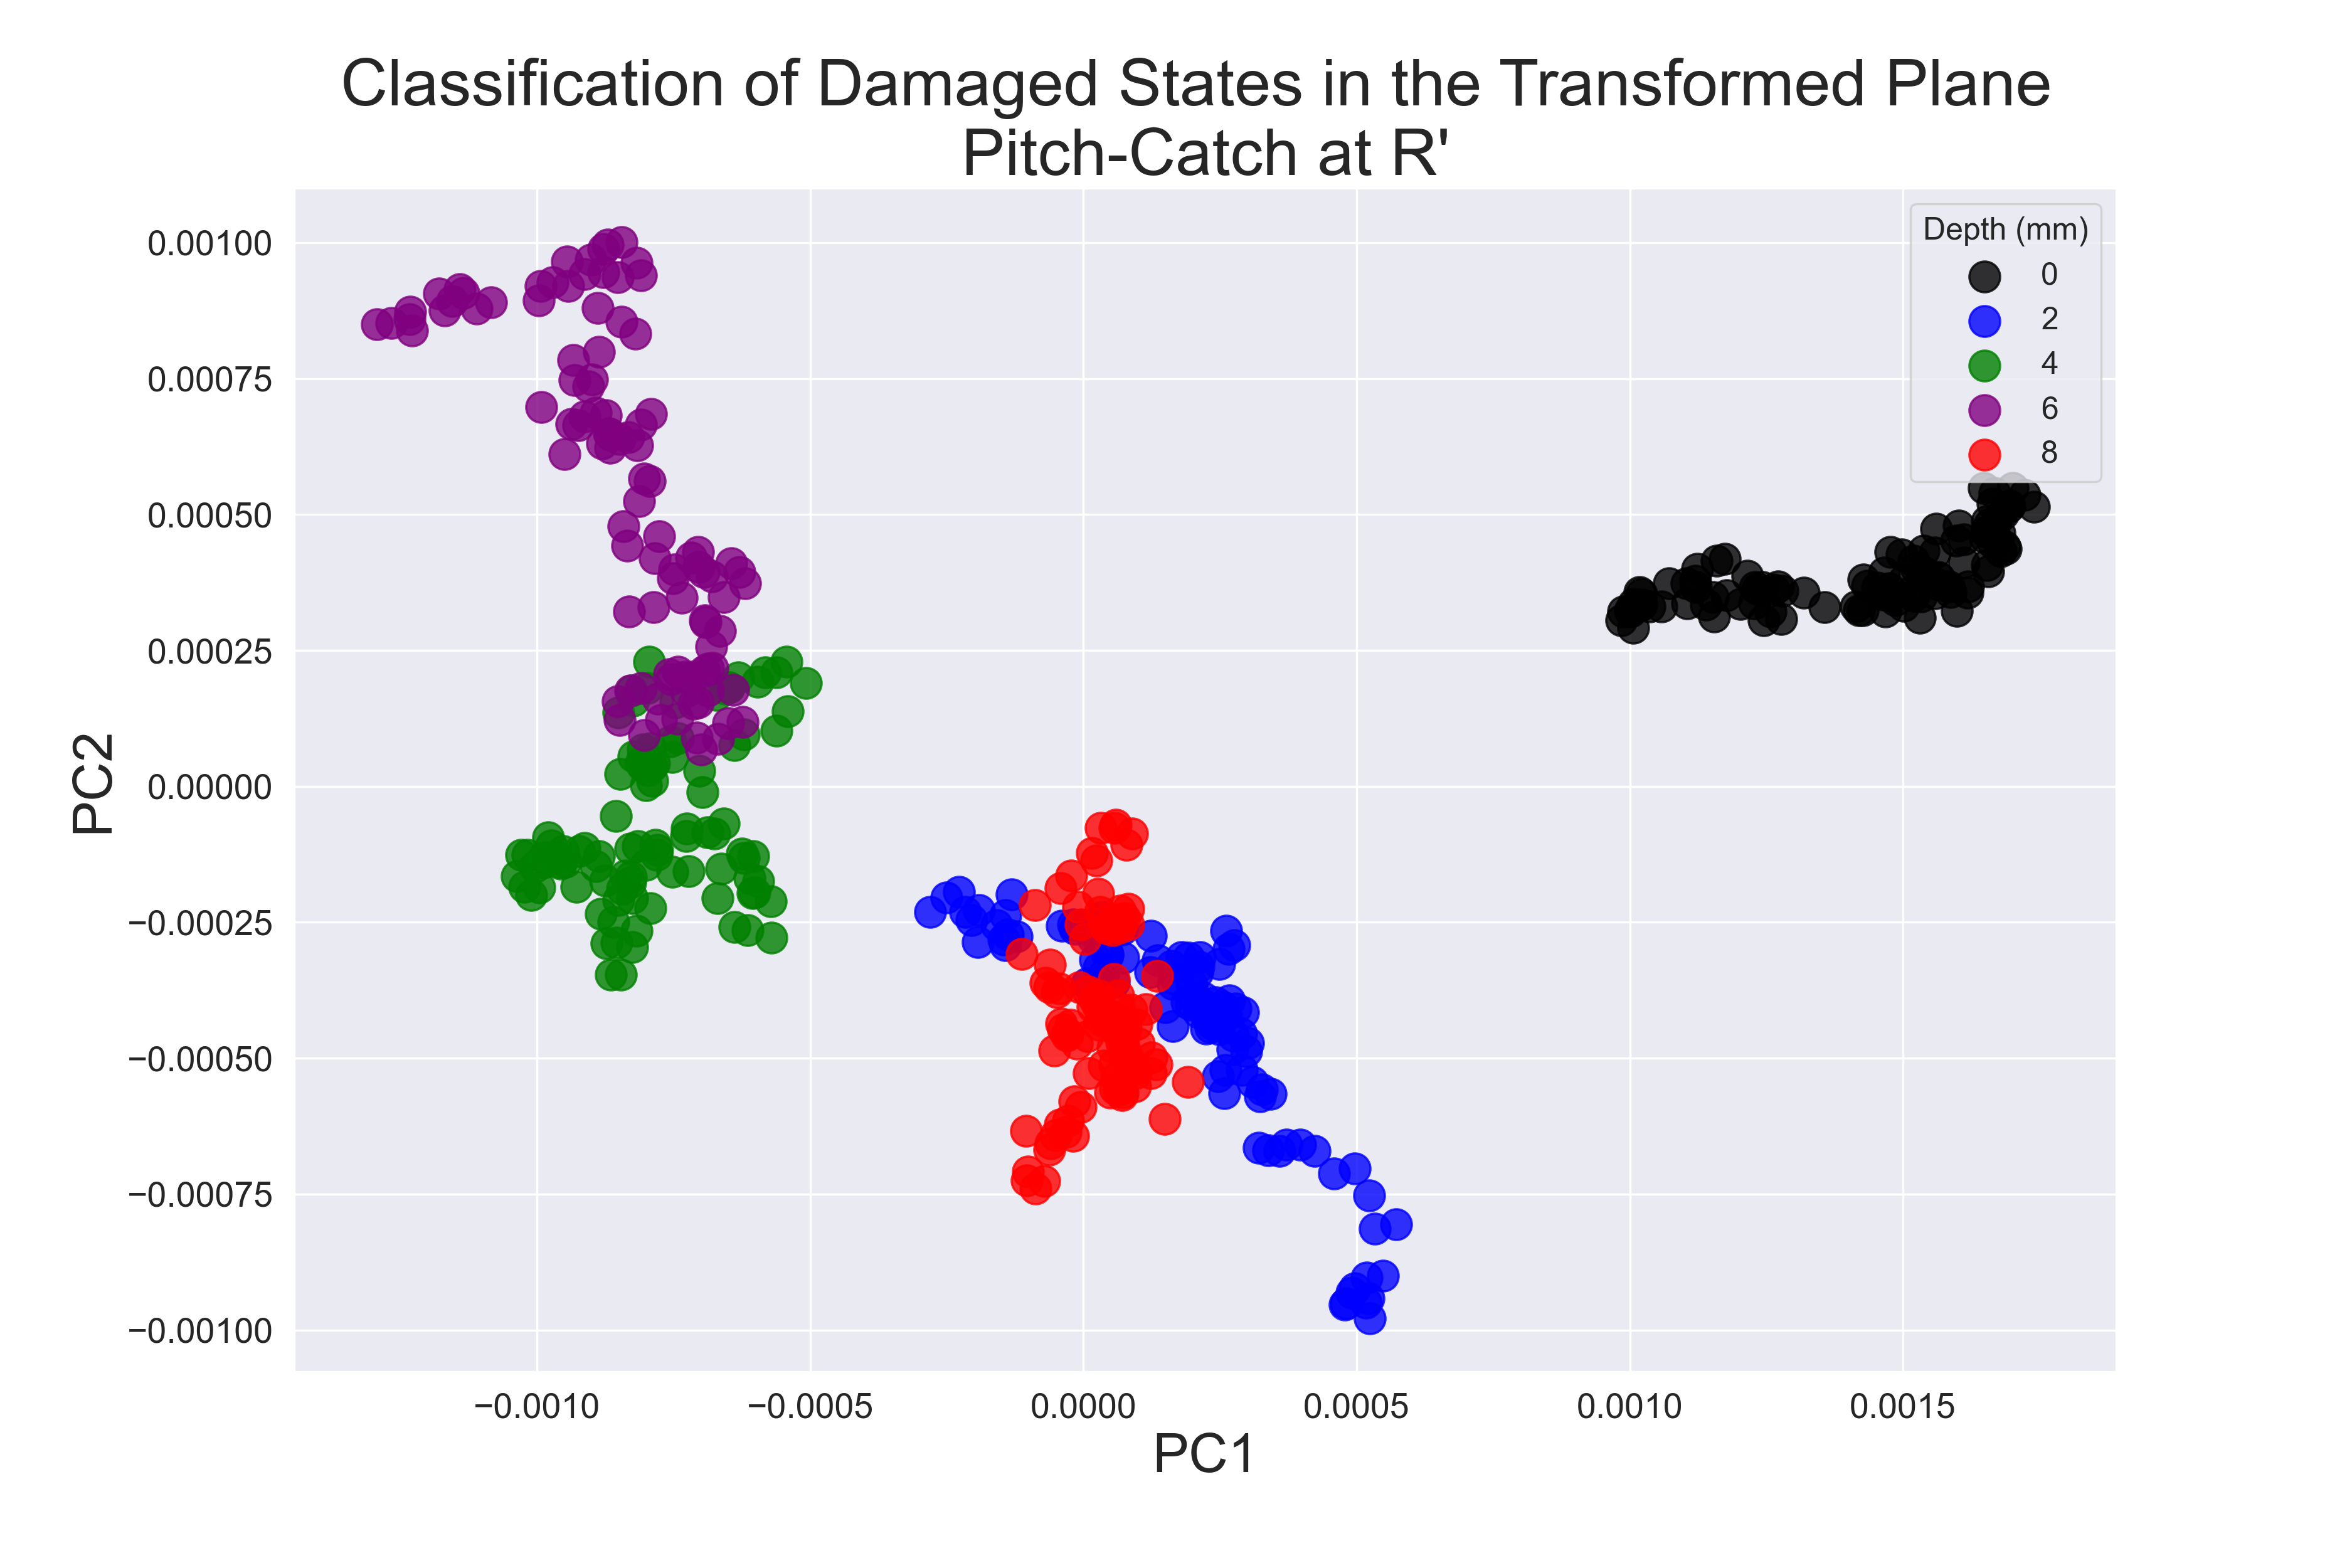 Classification of Damaged States in the Transformed Plane
Pitch-Catch at R'
Depth (mm)
0
2
4
6
8
0.00100
0.00075
0.00050
0.00025
0.00000
−0.00025
−0.00050
−0.00075
−0.00100
PC2
−0.0010 −0.0005 0.0000 0.0005 0.0010 0.0015
PC1